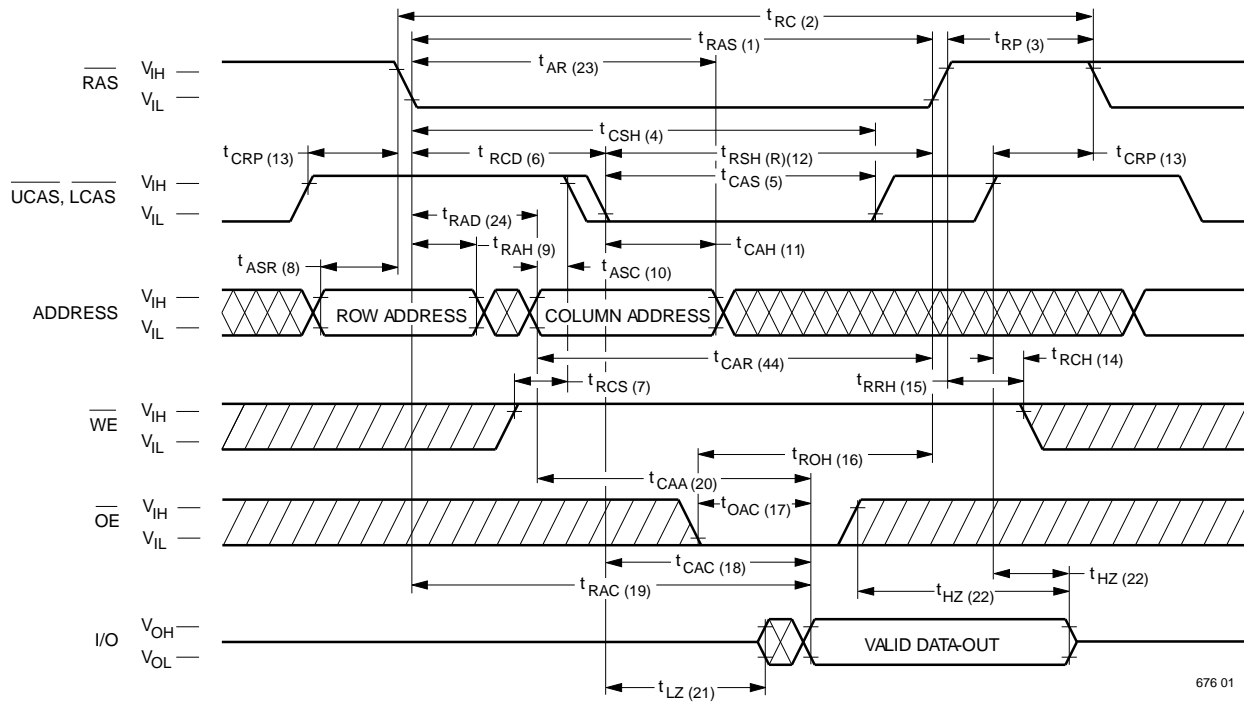 t RC (2)
t RAS (1)
t RP (3)
t AR (23)
RAS
V IH
V IL
t CSH (4)
t CRP (13)
t RCD (6)
t RSH (R)(12)
t CRP (13)
UCAS, LCAS
V IH
V IL
t CAS (5)
t RAD (24)
t RAH (9)
t CAH (11)
t ASR (8)
t ASC (10)
ADDRESS
V IH
V IL
ROW ADDRESS
COLUMN ADDRESS
t CAR (44)
t RCH (14)
t RCS (7)
t RRH (15)
WE
V IH
V IL
t ROH (16)
t CAA (20)
OE
V IH
V IL
t OAC (17)
t CAC (18)
t RAC (19)
t HZ (22)
t HZ (22)
I/O
V OH
V OL
VALID DATA-OUT
t LZ (21)
676 01